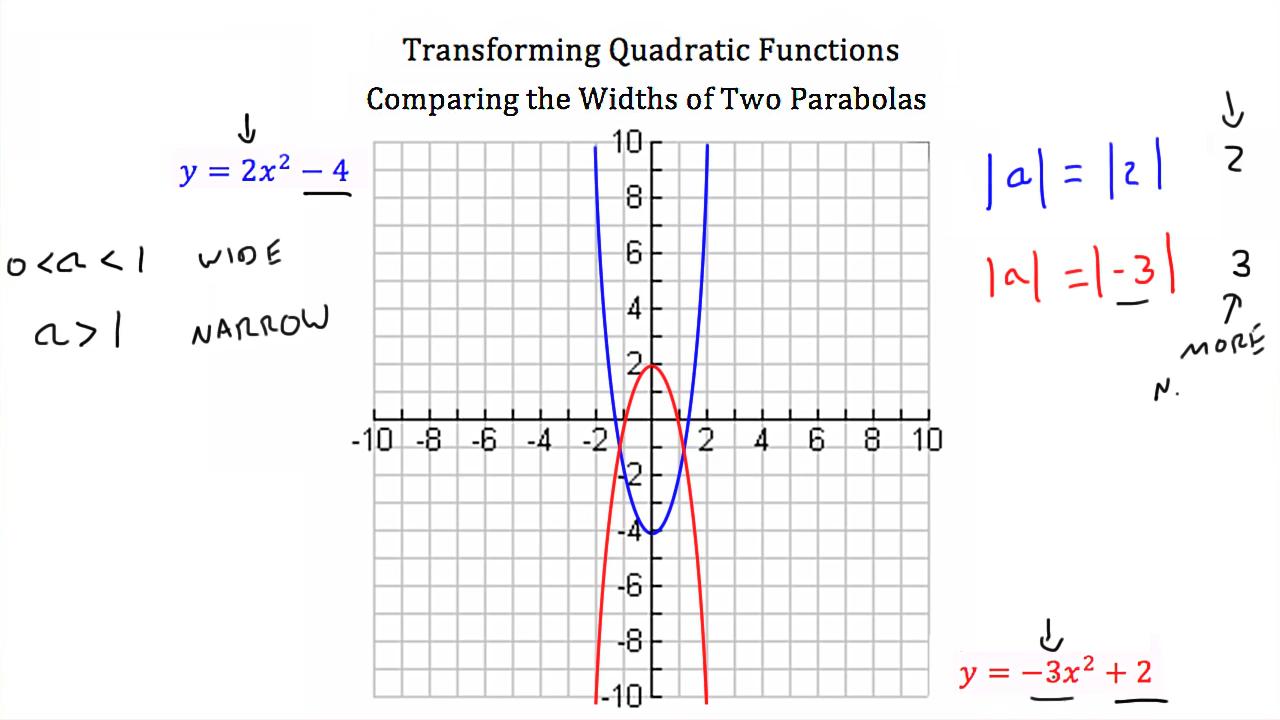 Transforming Quadratic Functions
Comparing the Widths of Two Parabolas
y = 2x² − 4
0 < a < 1 WIDE
a > 1 NARROW
|a| = |2| 2
|a| = |-3| 3
MORE
N.
10
8
6
4
2
-10 -8 -6 -4 -2 2 4 6 8 10
-2
-4
-6
-8
-10
y = −3x² + 2